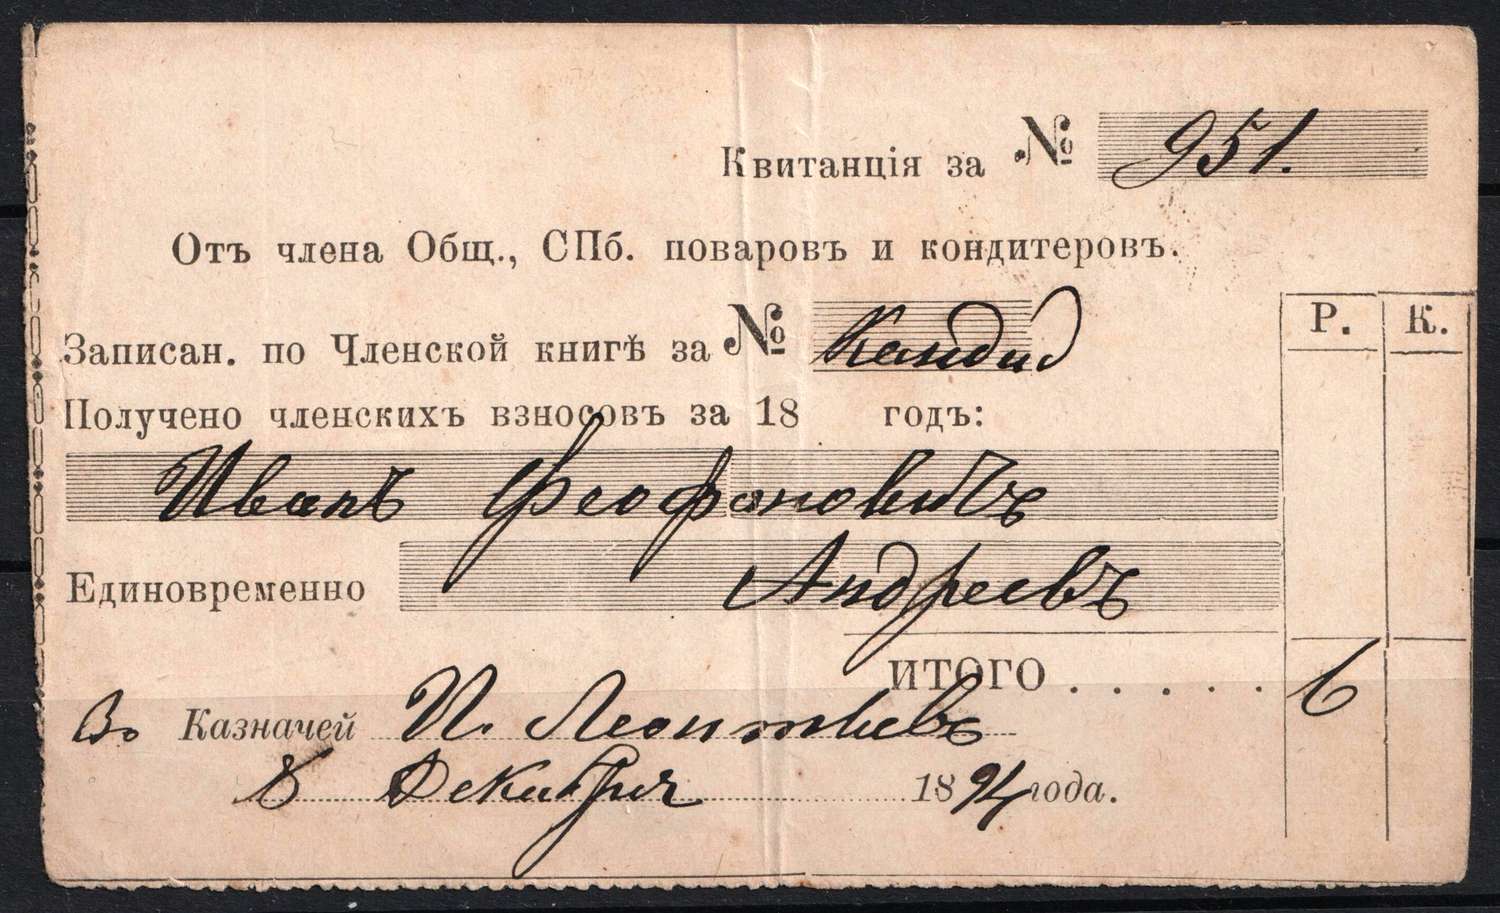 Квитанція за № 951.
Отъ члена Общ., СПб. поваровъ и кондитеровъ.
Записан. по Членской книгѣ за № Кандид
Р. К.
Получено членскихъ взносовъ за 18 годъ:
Иванъ Феофановичъ
Единовременно Андреевъ
ИТОГО . . . . . . 6
Казначей И. Леонтьевъ
8 Декабря 1894 года.